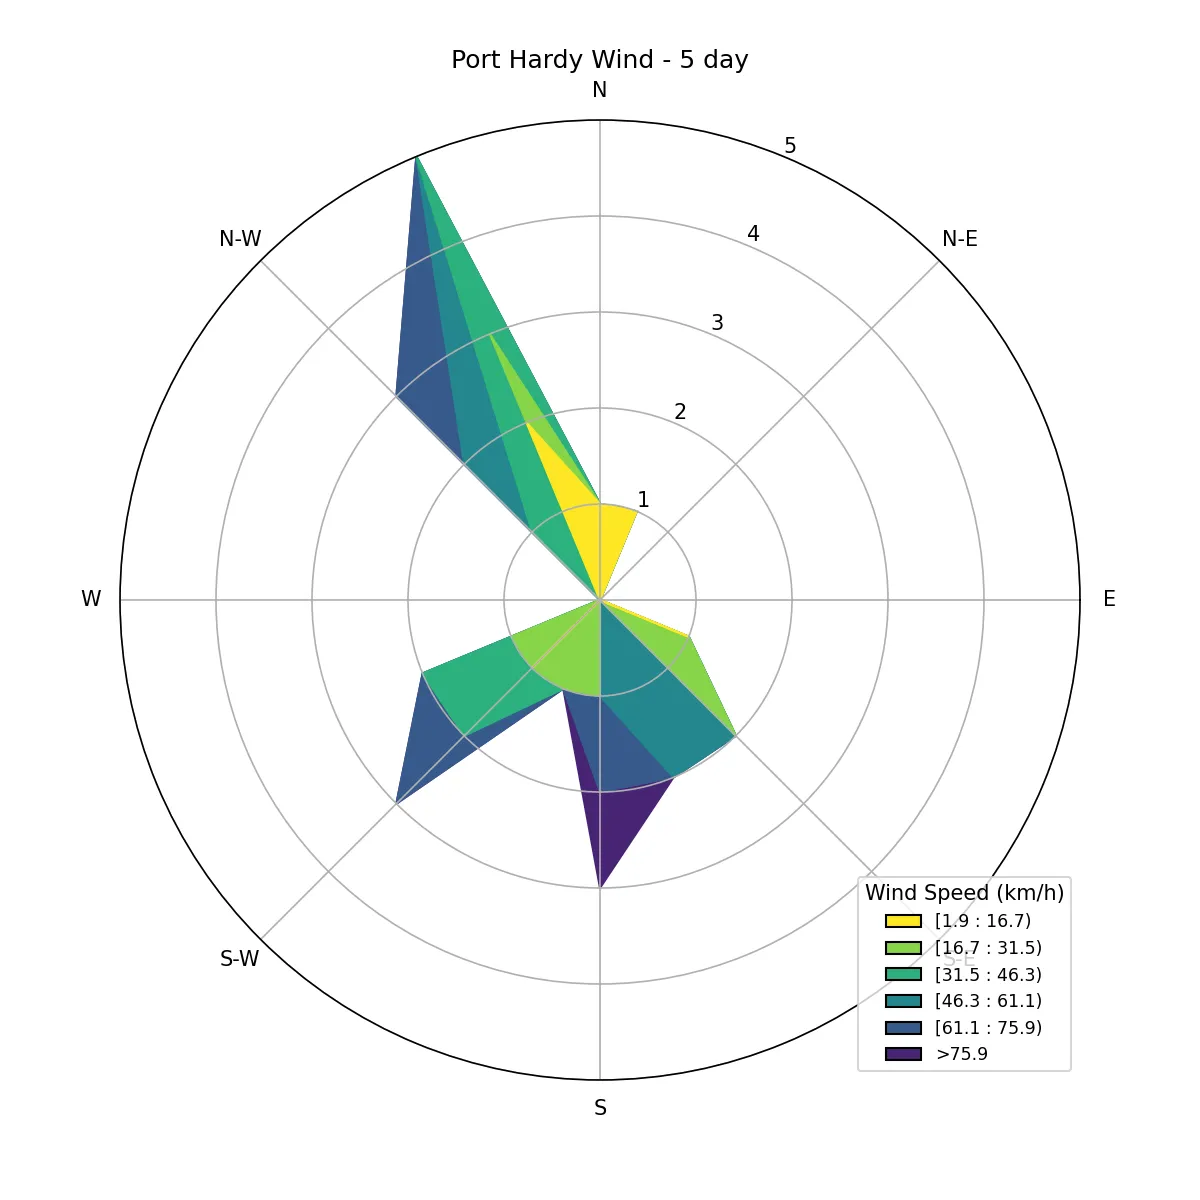 Port Hardy Wind - 5 day
N
5
N-W
4
N-E
3
2
1
W
E
Wind Speed (km/h)
[1.9 : 16.7)
[16.7 : 31.5)
S-W
S-E
[31.5 : 46.3)
[46.3 : 61.1)
[61.1 : 75.9)
>75.9
S